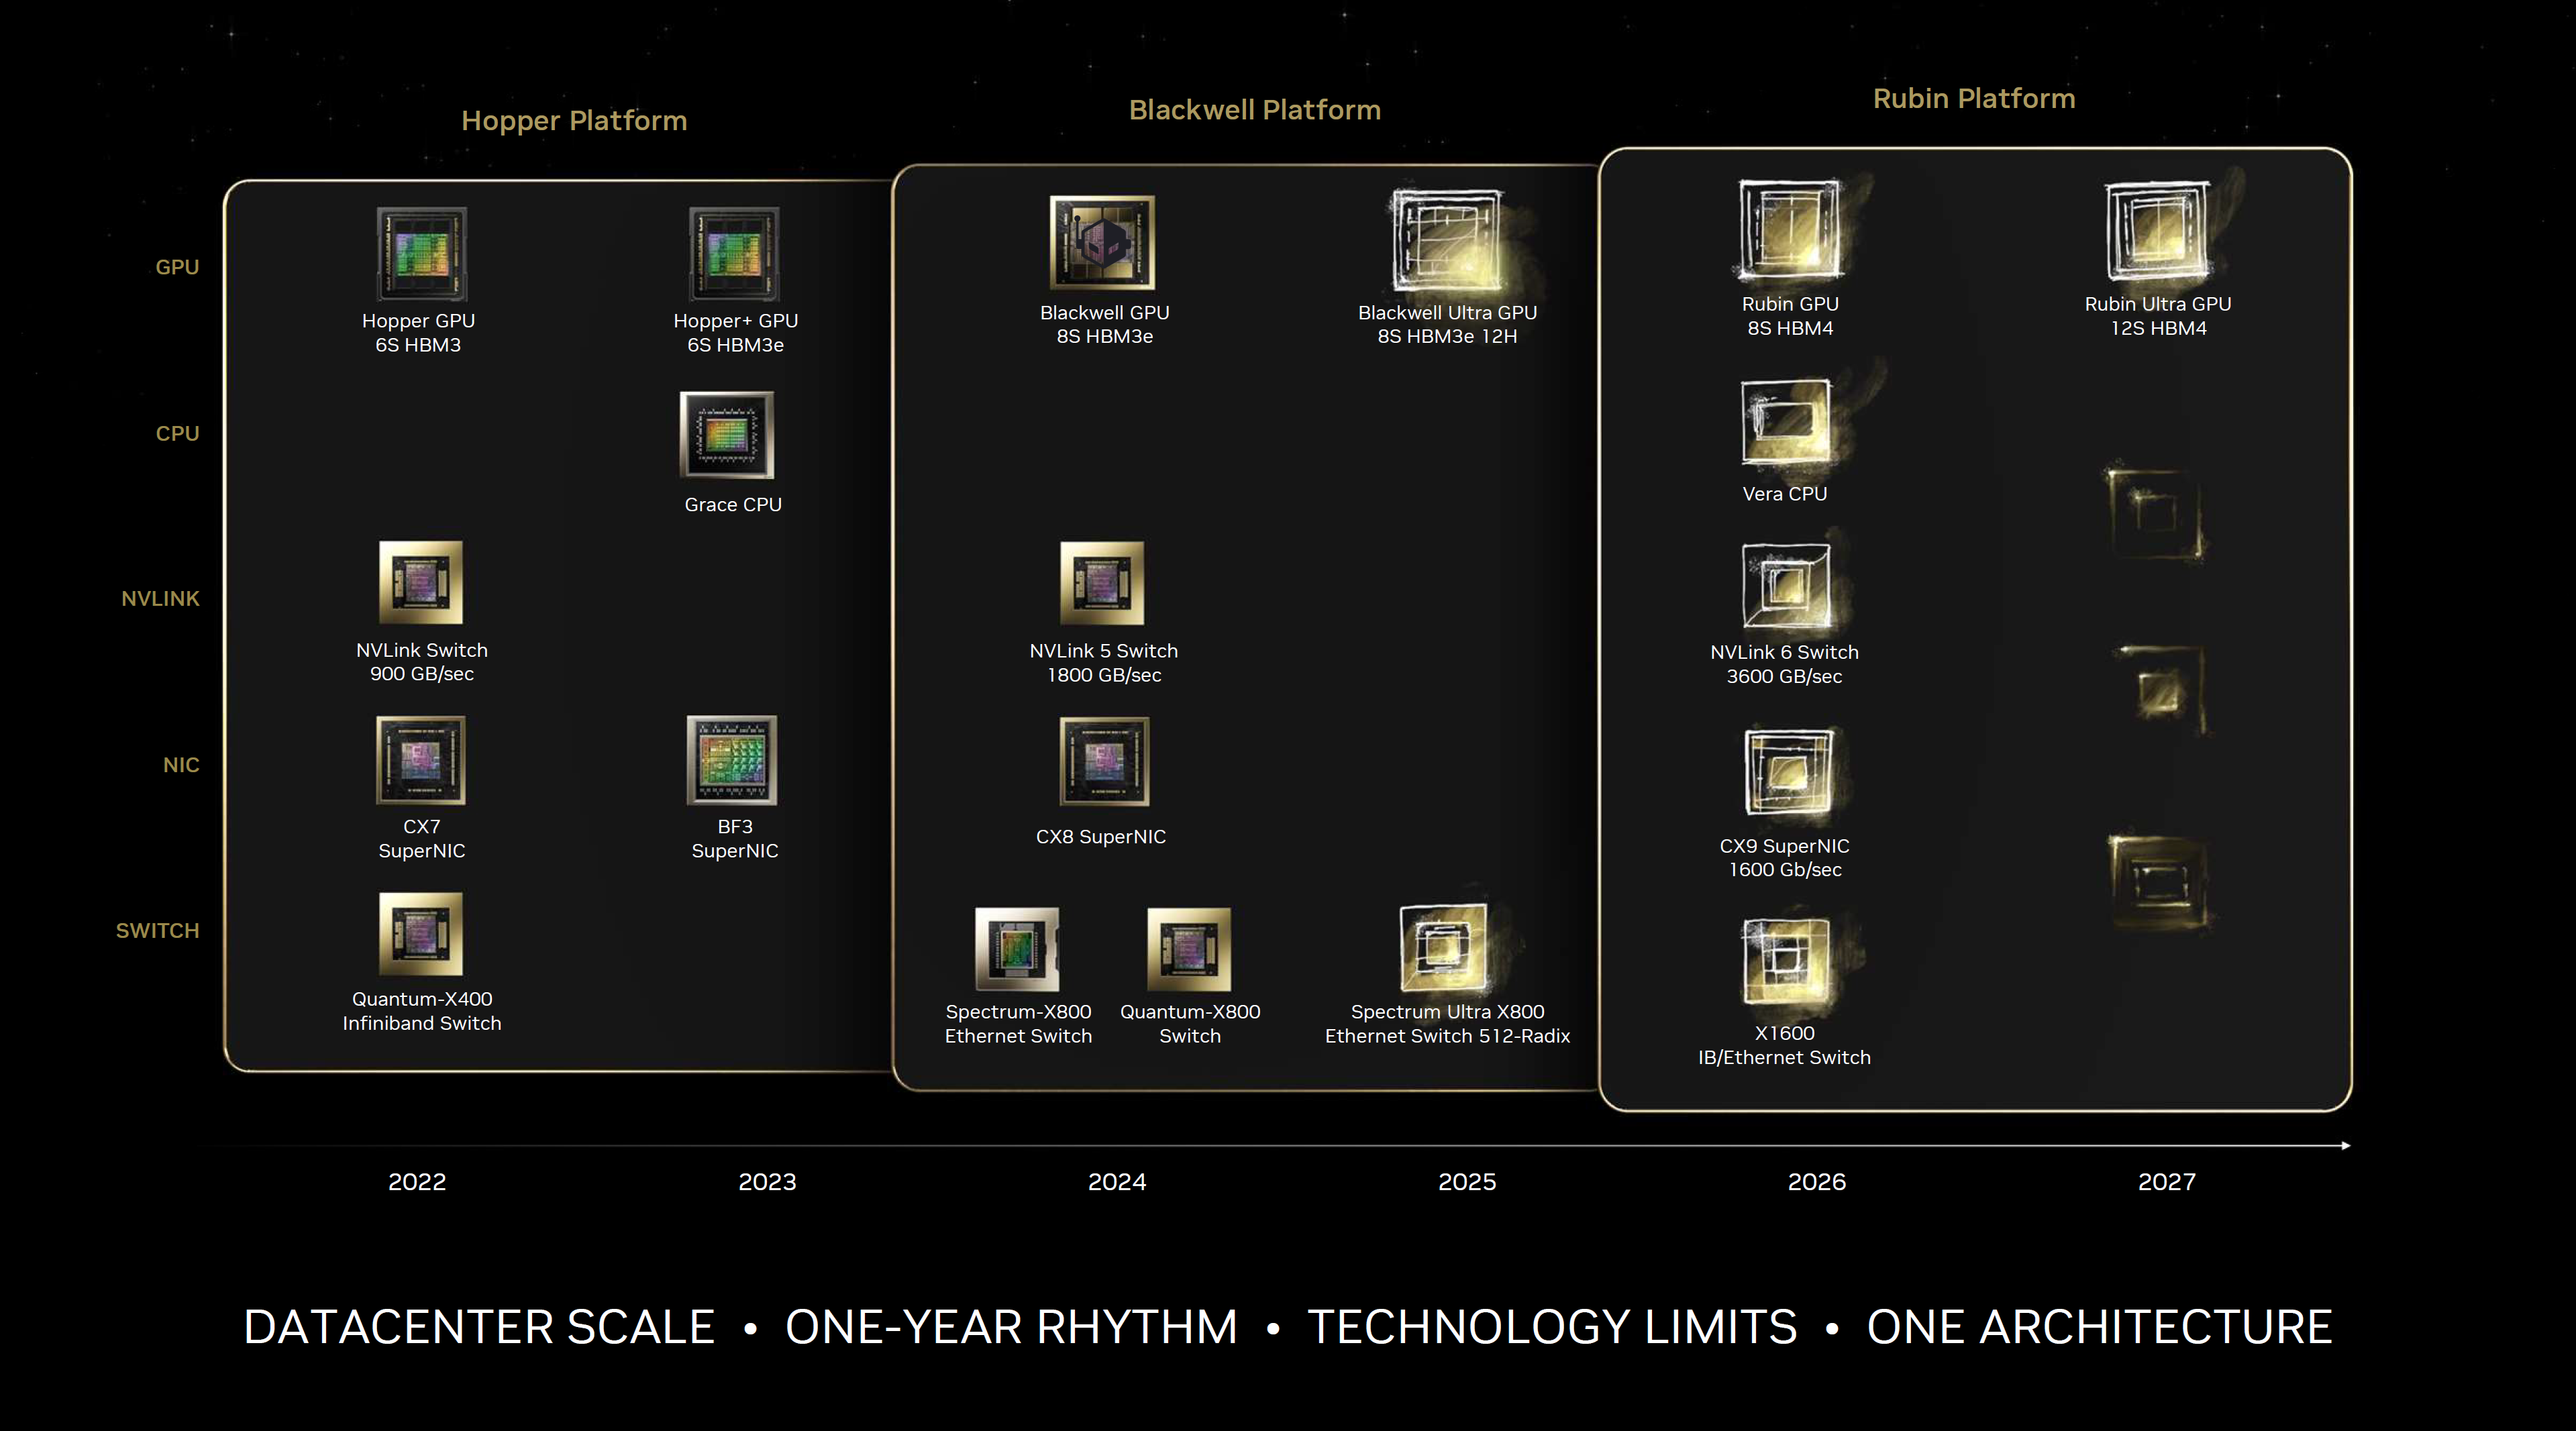 Hopper Platform
Blackwell Platform
Rubin Platform
GPU
Hopper GPU
6S HBM3
Hopper+ GPU
6S HBM3e
Blackwell GPU
8S HBM3e
Blackwell Ultra GPU
8S HBM3e 12H
Rubin GPU
8S HBM4
Rubin Ultra GPU
12S HBM4
CPU
Grace CPU
Vera CPU
NVLINK
NVLink Switch
900 GB/sec
NVLink 5 Switch
1800 GB/sec
NVLink 6 Switch
3600 GB/sec
NIC
CX7
SuperNIC
BF3
SuperNIC
CX8 SuperNIC
CX9 SuperNIC
1600 Gb/sec
SWITCH
Quantum-X400
Infiniband Switch
Spectrum-X800
Ethernet Switch
Quantum-X800
Switch
Spectrum Ultra X800
Ethernet Switch 512-Radix
X1600
IB/Ethernet Switch
2022
2023
2024
2025
2026
2027
DATACENTER SCALE • ONE-YEAR RHYTHM • TECHNOLOGY LIMITS • ONE ARCHITECTURE